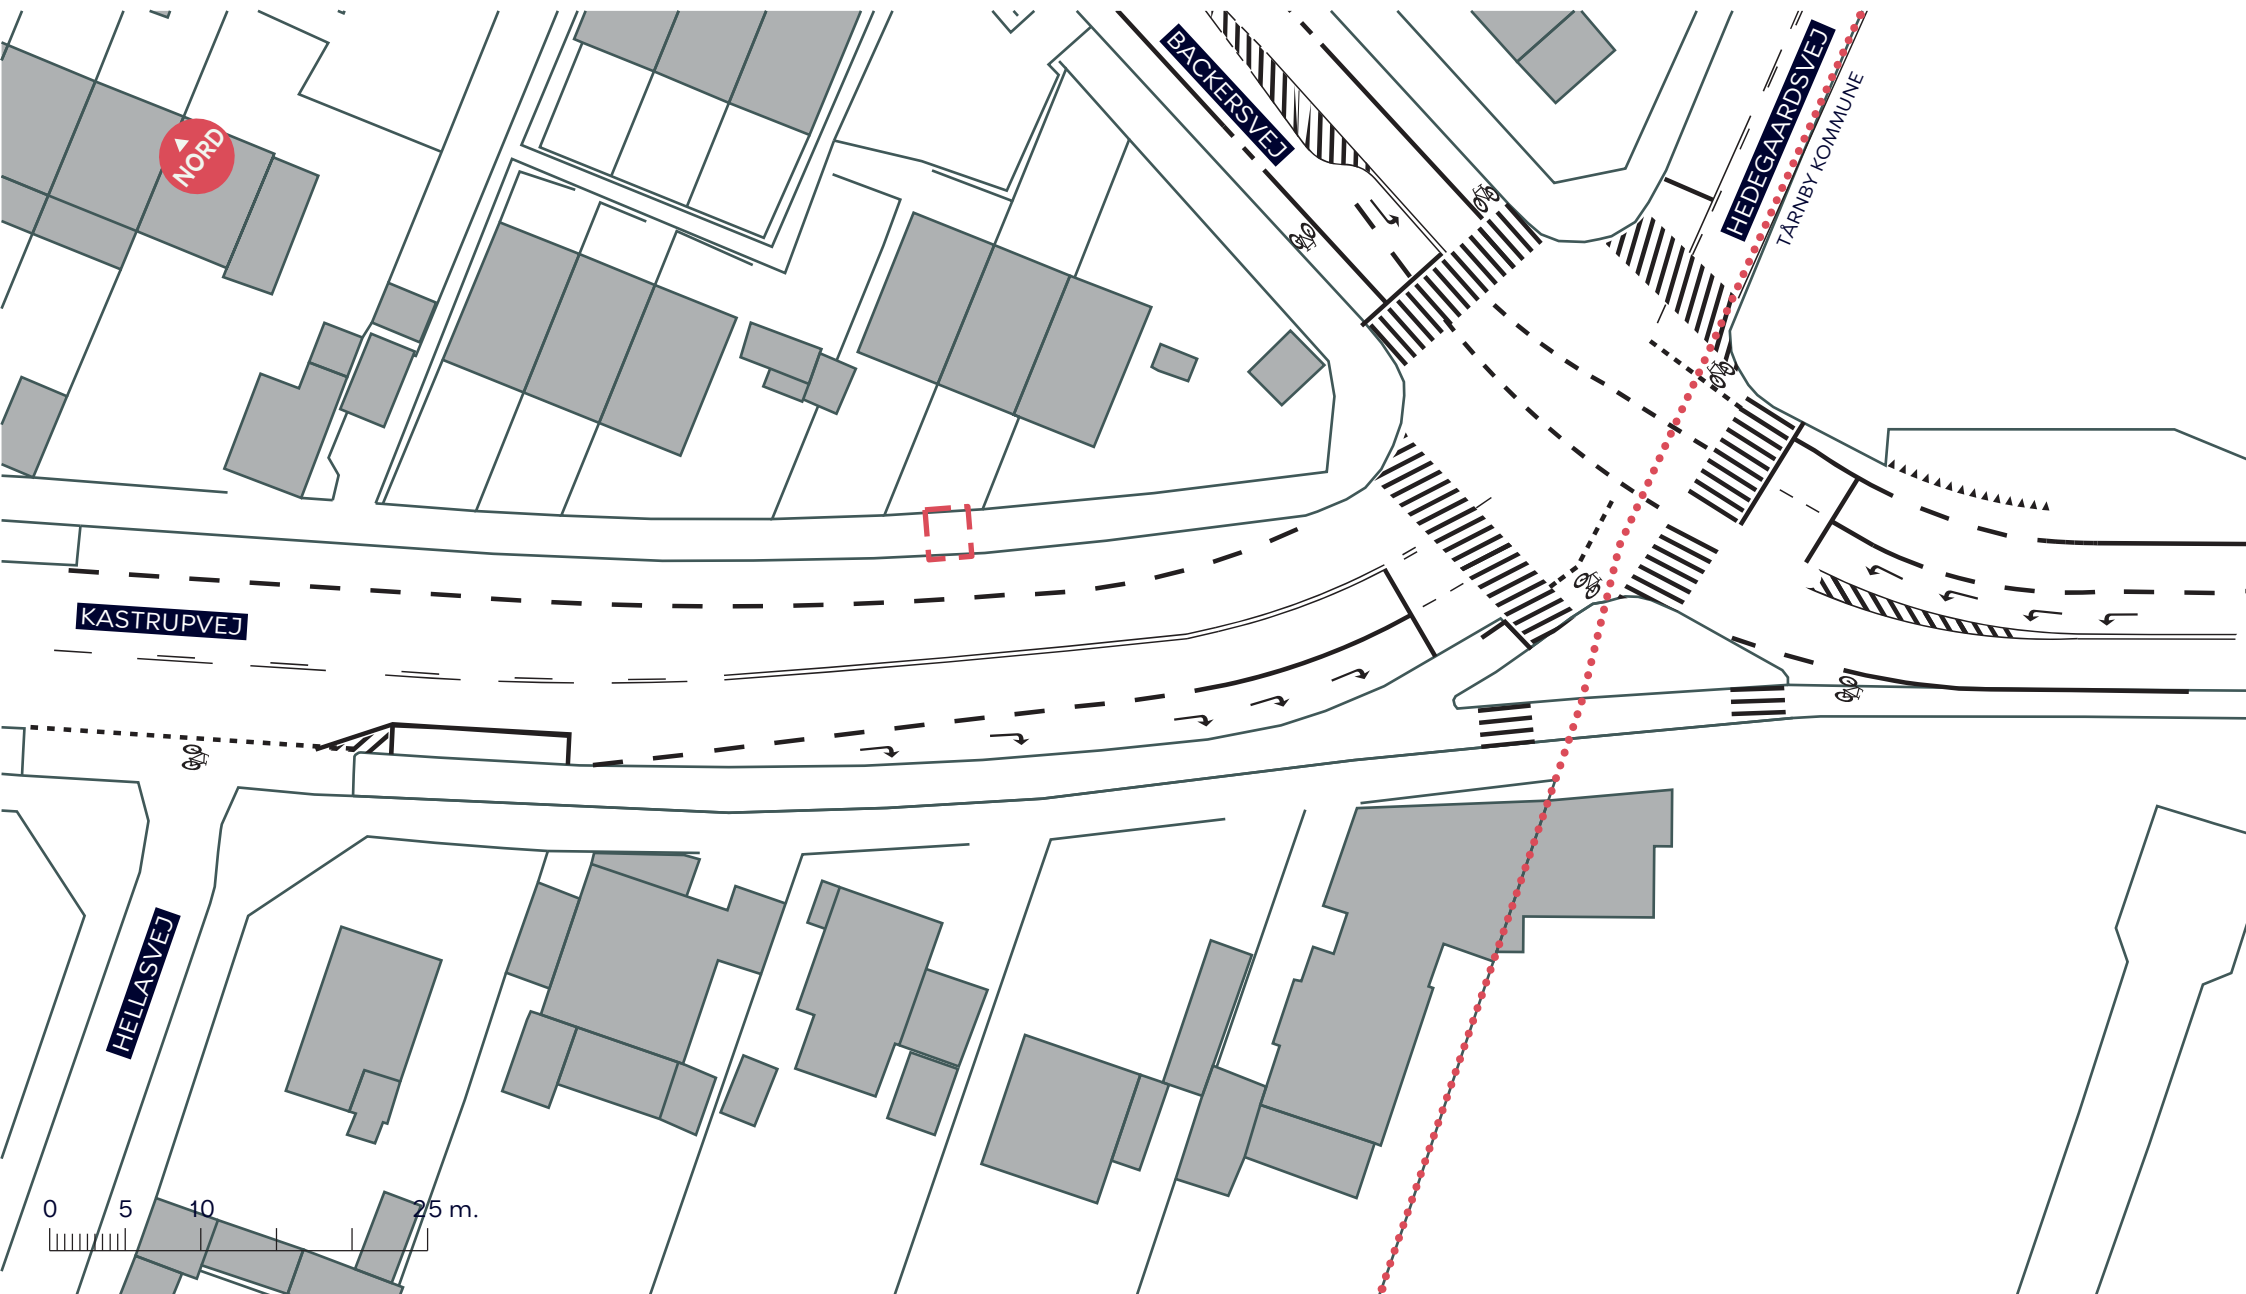 BACKERSVEJ
HEDEGAARDSVEJ
TÅRNBY KOMMUNE
NORD
KASTRUPVEJ
HELLASVEJ
0 5 10 25 m.